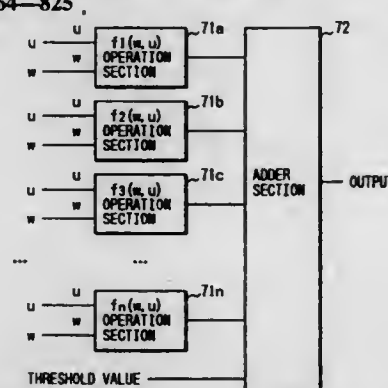 54—825
u 71a 72
u f1(w,u)
w OPERATION
w SECTION
u 71b
u f2(w,u)
w OPERATION
w SECTION
u 71c
u f3(w,u)
w OPERATION
w SECTION
ADDER
SECTION
OUTPUT
... ...
u 71n
u fn(w,u)
w OPERATION
w SECTION
THRESHOLD VALUE